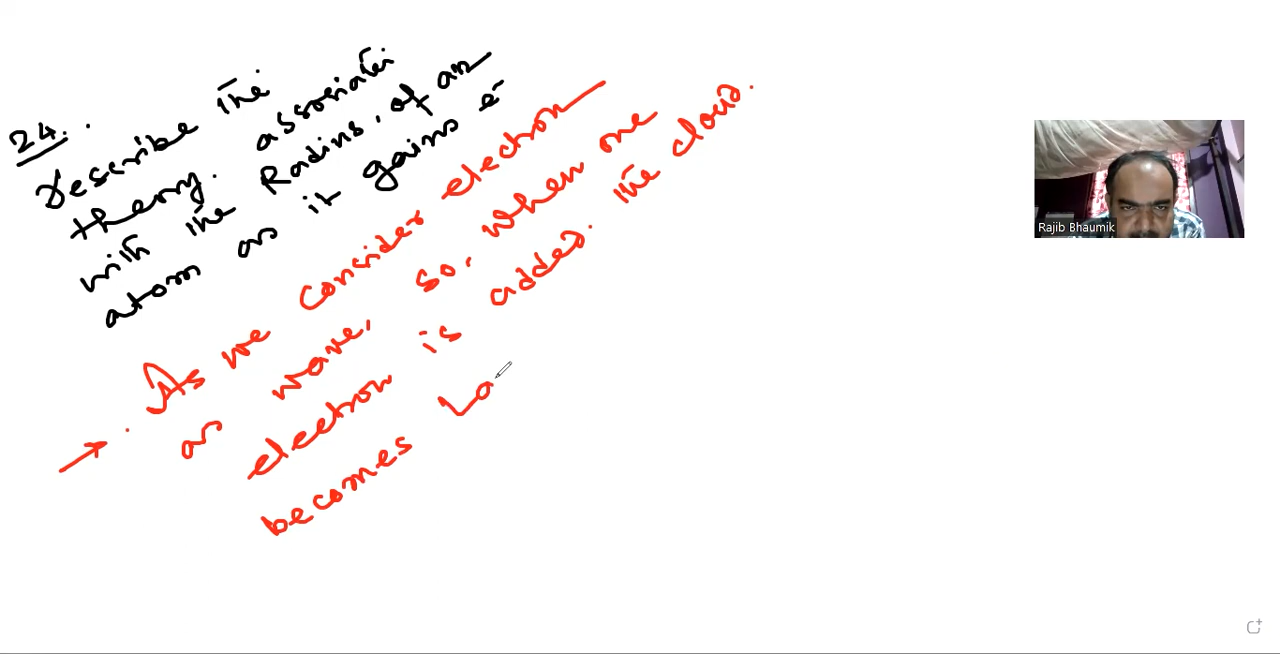 24.
Describe the
theory. associated
with the Radius, of an
atom as it gains e-
→ As we consider electron
as wave, so, when one
electron is added. the cloud.
becomes La
Rajib Bhaumik